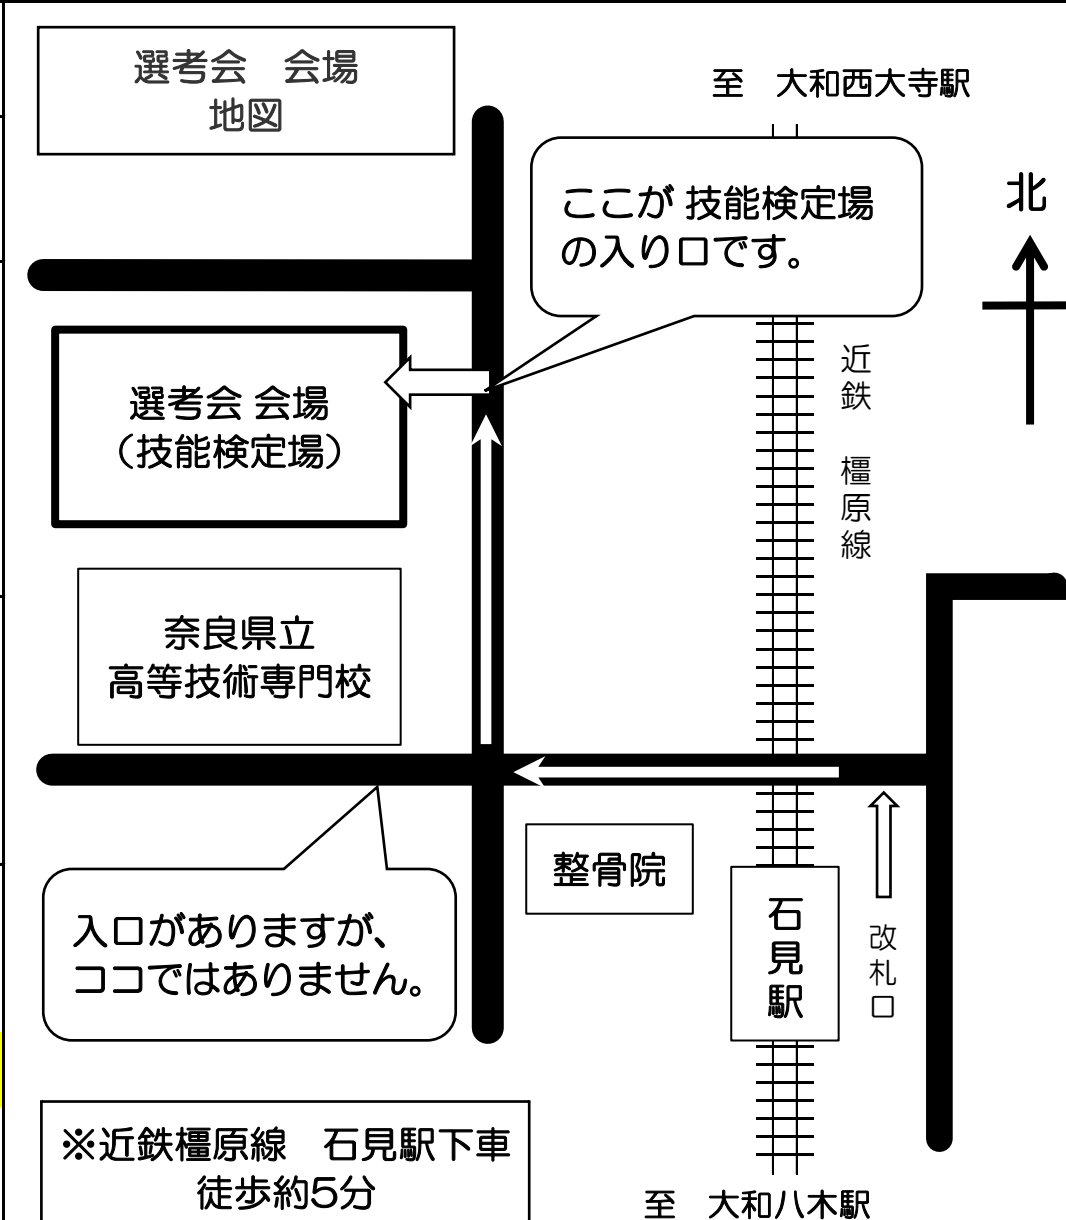 選考会　会場
地図
至　大和西大寺駅
ここが 技能検定場
の入り口です。
北
近鉄　橿原線
選考会 会場
（技能検定場）
奈良県立
高等技術専門校
整骨院
入口がありますが、
ココではありません。
石見駅
改札口
※近鉄橿原線　石見駅下車
徒歩約5分
至　大和八木駅